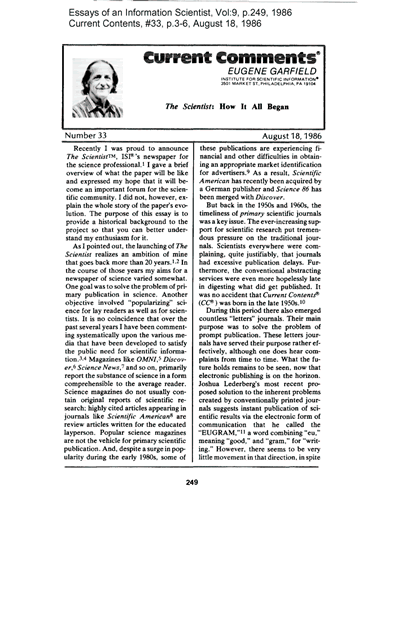 Essays of an Information Scientist, Vol:9, p.249, 1986
Current Contents, #33, p.3-6, August 18, 1986
Current Comments®
EUGENE GARFIELD
INSTITUTE FOR SCIENTIFIC INFORMATION®
3501 MARKET ST, PHILADELPHIA, PA 19104
The Scientist: How It All Began
Number 33
August 18, 1986
Recently I was proud to announce
The Scientist™, ISI®'s newspaper for
the science professional.1 I gave a brief
overview of what the paper will be like
and expressed my hope that it will be-
come an important forum for the scien-
tific community. I did not, however, ex-
plain the whole story of the paper's evo-
lution. The purpose of this essay is to
provide a historical background to the
project so that you can better under-
stand my enthusiasm for it.
As I pointed out, the launching of The
Scientist realizes an ambition of mine
that goes back more than 20 years.1,2 In
the course of those years my aims for a
newspaper of science varied somewhat.
One goal was to solve the problem of pri-
mary publication in science. Another
objective involved "popularizing" sci-
ence for lay readers as well as for scien-
tists. It is no coincidence that over the
past several years I have been comment-
ing systematically upon the various me-
dia that have been developed to satisfy
the public need for scientific informa-
tion.3,4 Magazines like OMNI,5 Discov-
er,6 Science News,7 and so on, primarily
report the substance of science in a form
comprehensible to the average reader.
Science magazines do not usually con-
tain original reports of scientific re-
search; highly cited articles appearing in
journals like Scientific American8 are
review articles written for the educated
layperson. Popular science magazines
are not the vehicle for primary scientific
publication. And, despite a surge in pop-
ularity during the early 1980s, some of
these publications are experiencing fi-
nancial and other difficulties in obtain-
ing an appropriate market identification
for advertisers.9 As a result, Scientific
American has recently been acquired by
a German publisher and Science 86 has
been merged with Discover.
But back in the 1950s and 1960s, the
timeliness of primary scientific journals
was a key issue. The ever-increasing sup-
port for scientific research put tremen-
dous pressure on the traditional jour-
nals. Scientists everywhere were com-
plaining, quite justifiably, that journals
had excessive publication delays. Fur-
thermore, the conventional abstracting
services were even more hopelessly late
in digesting what did get published. It
was no accident that Current Contents®
(CC®) was born in the late 1950s.10
During this period there also emerged
countless "letters" journals. Their main
purpose was to solve the problem of
prompt publication. These letters jour-
nals have served their purpose rather ef-
fectively, although one does hear com-
plaints from time to time. What the fu-
ture holds remains to be seen, now that
electronic publishing is on the horizon.
Joshua Lederberg's most recent pro-
posed solution to the inherent problems
created by conventionally printed jour-
nals suggests instant publication of sci-
entific results via the electronic form of
communication that he called the
"EUGRAM,"11 a word combining "eu,"
meaning "good," and "gram," for "writ-
ing." However, there seems to be very
little movement in that direction, in spite
249